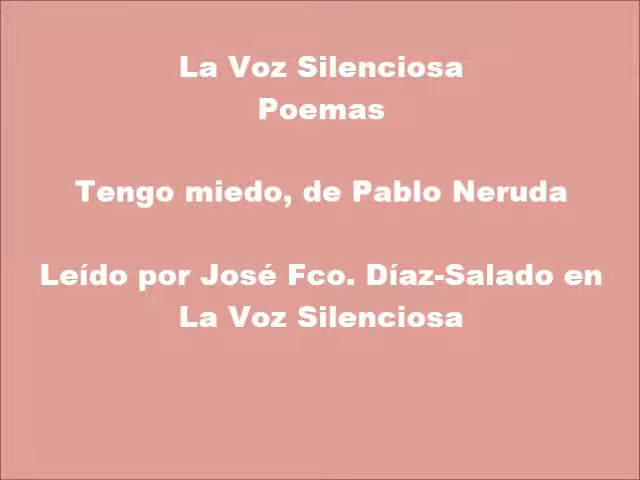 La Voz Silenciosa
Poemas
Tengo miedo, de Pablo Neruda
Leído por José Fco. Díaz-Salado en
La Voz Silenciosa